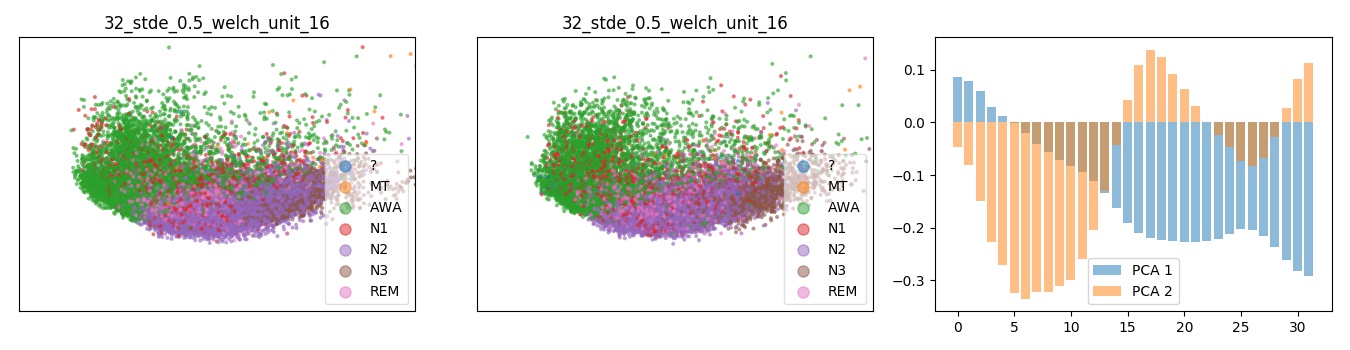 32_stde_0.5_welch_unit_16
?
MT
AWA
N1
N2
N3
REM
32_stde_0.5_welch_unit_16
?
MT
AWA
N1
N2
N3
REM
0.1
0.0
−0.1
−0.2
−0.3
PCA 1
PCA 2
0 5 10 15 20 25 30